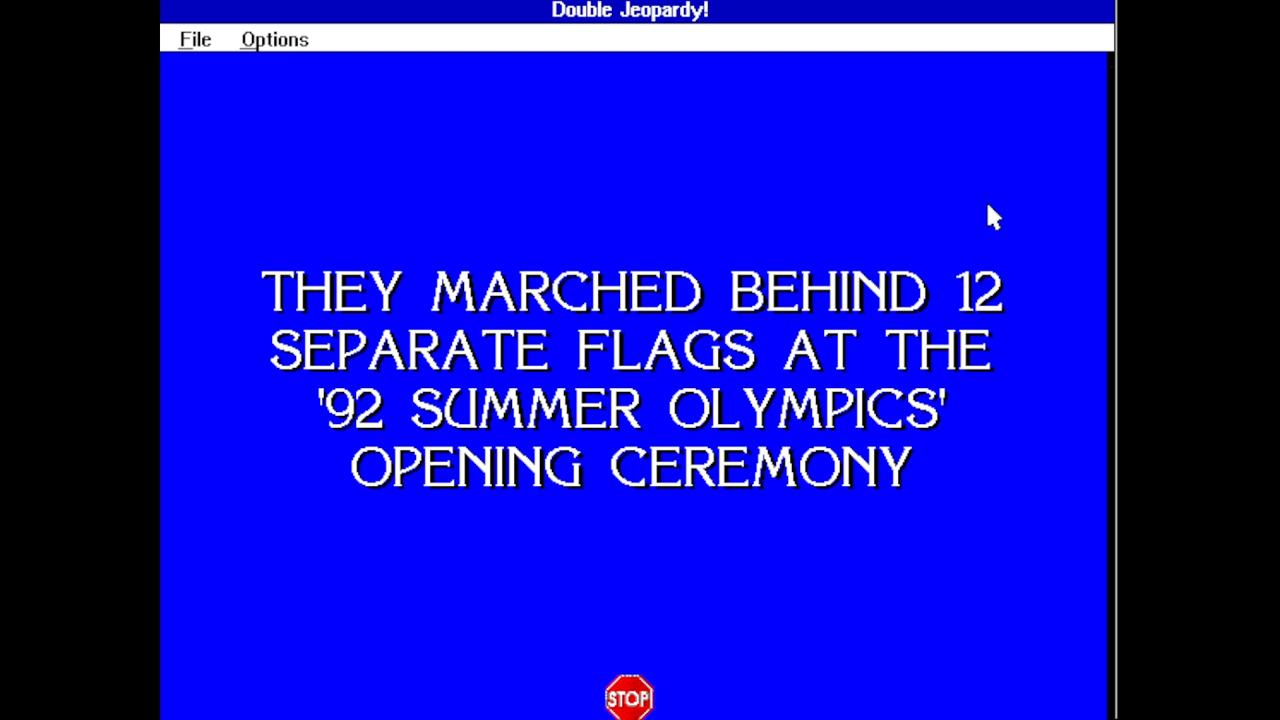 Double Jeopardy!
File Options
THEY MARCHED BEHIND 12
SEPARATE FLAGS AT THE
'92 SUMMER OLYMPICS'
OPENING CEREMONY
STOP